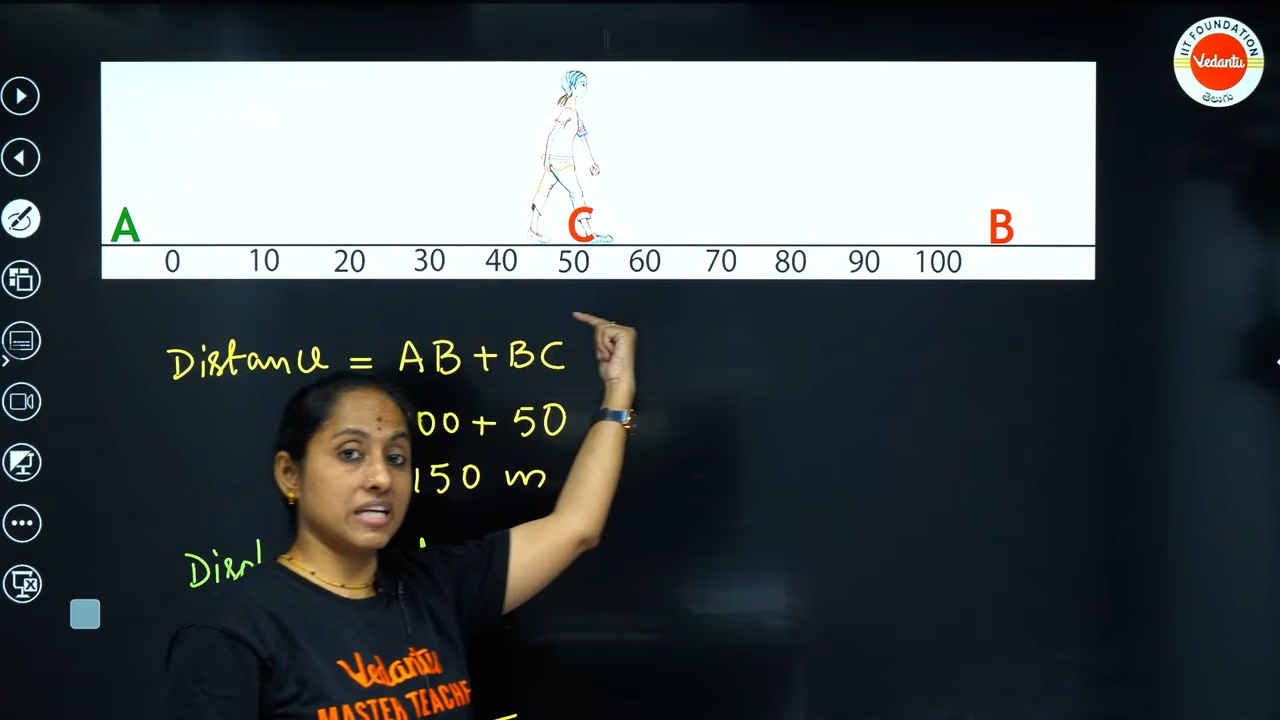 IIT FOUNDATION
Vedantu
తెలుగు
A C B
0 10 20 30 40 50 60 70 80 90 100
Distance = AB + BC
00 + 50
150 m
Vedantu
MASTER TEACHE